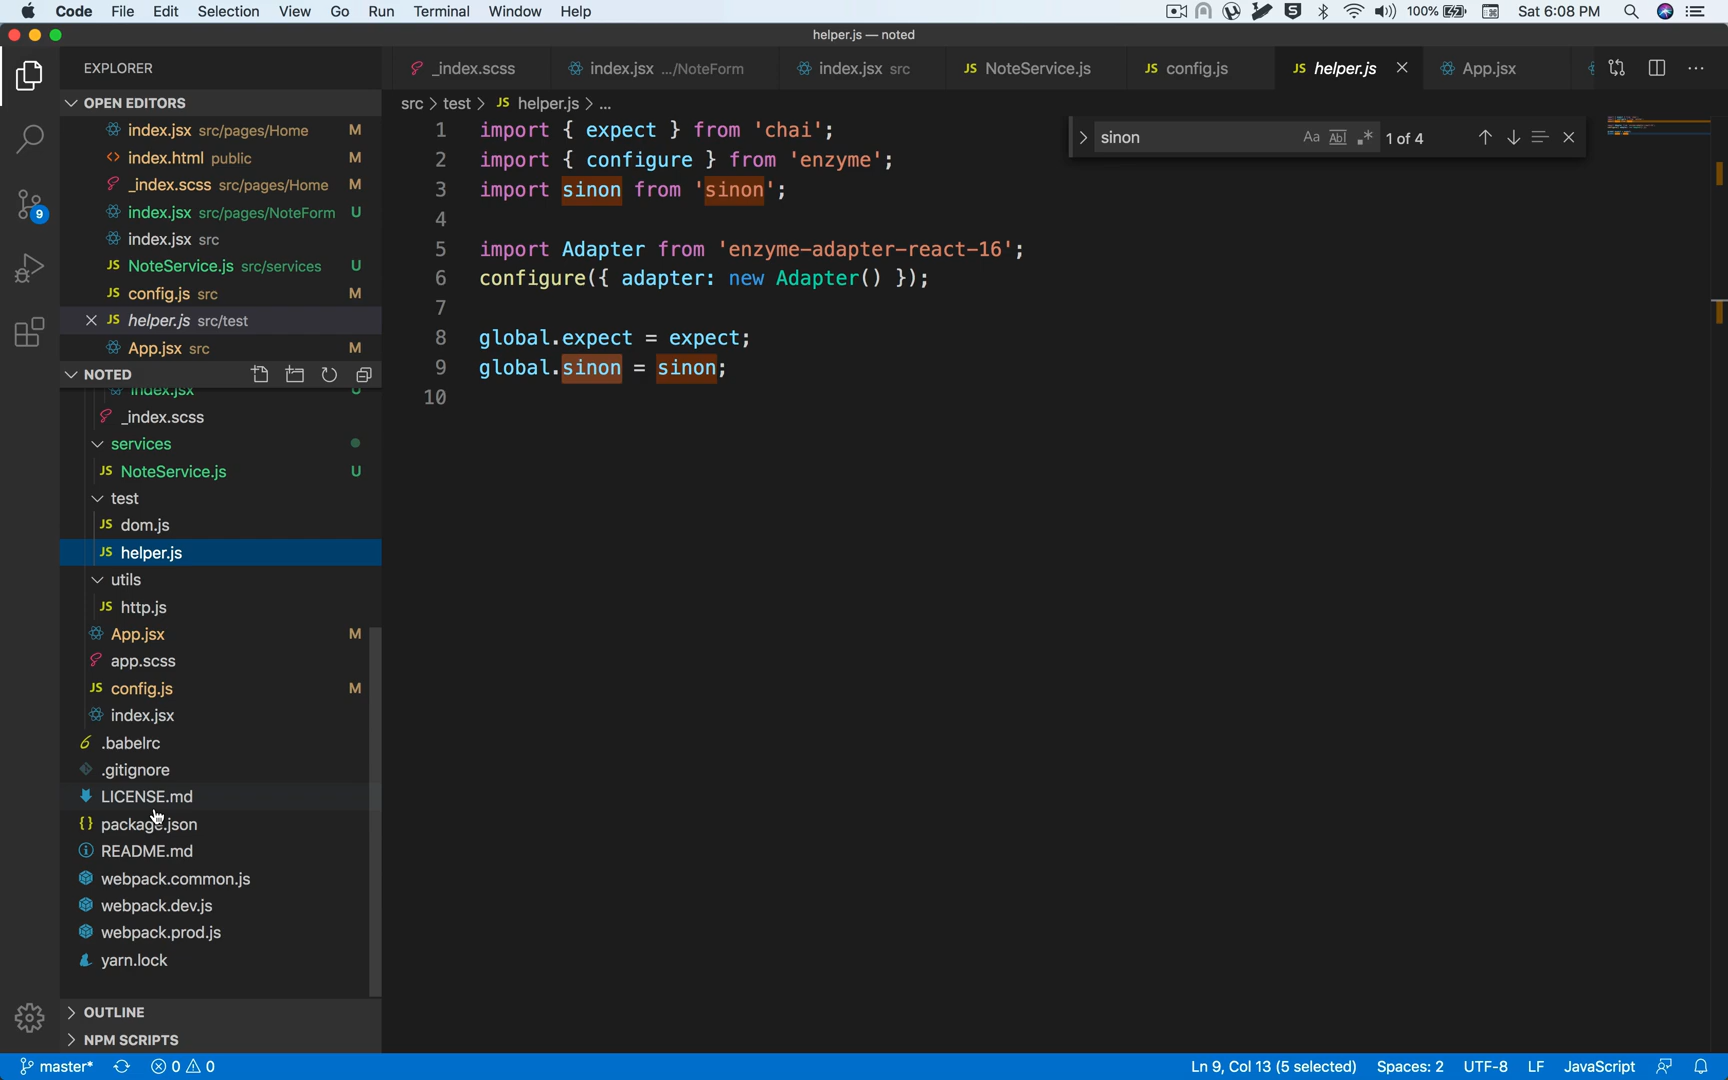 Code File Edit Selection View Go Run Terminal Window Help 100% Sat 6:08 PM
helper.js — noted
EXPLORER
OPEN EDITORS
index.jsx src/pages/Home M
index.html public M
_index.scss src/pages/Home M
index.jsx src/pages/NoteForm U
index.jsx src
NoteService.js src/services U
config.js src M
helper.js src/test
App.jsx src M
NOTED
index.jsx U
_index.scss
services
NoteService.js U
test
dom.js
helper.js
utils
http.js
App.jsx M
app.scss
config.js M
index.jsx
.babelrc
.gitignore
LICENSE.md
package.json
README.md
webpack.common.js
webpack.dev.js
webpack.prod.js
yarn.lock
OUTLINE
NPM SCRIPTS
9
_index.scss index.jsx .../NoteForm index.jsx src JS NoteService.js JS config.js JS helper.js App.jsx
src > test > JS helper.js > ...
sinon Aa Abl .* 1 of 4
1 import { expect } from 'chai';
2 import { configure } from 'enzyme';
3 import sinon from 'sinon';
4
5 import Adapter from 'enzyme-adapter-react-16';
6 configure({ adapter: new Adapter() });
7
8 global.expect = expect;
9 global.sinon = sinon;
10
master* 0 0 Ln 9, Col 13 (5 selected) Spaces: 2 UTF-8 LF JavaScript